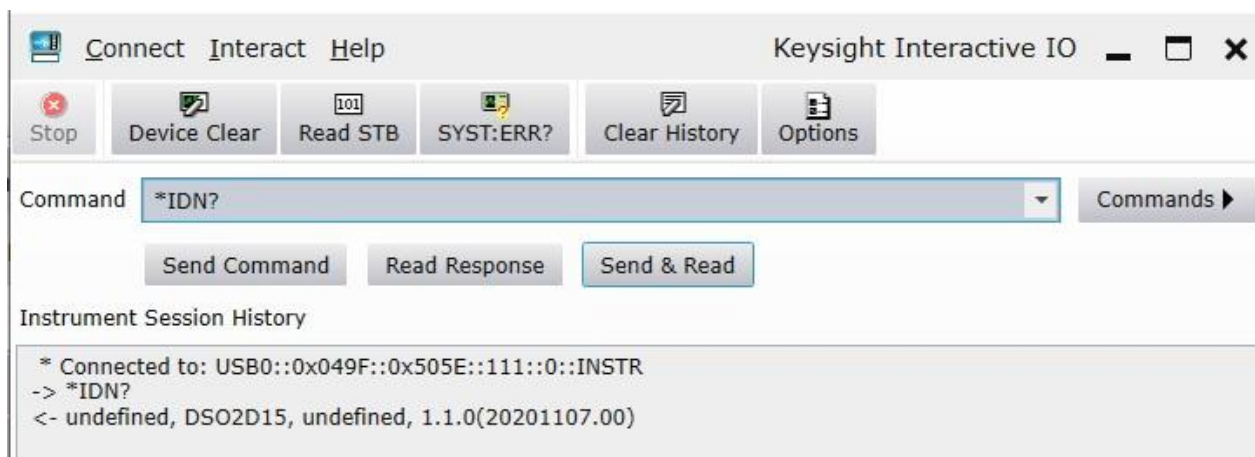 Connect Interact Help Keysight Interactive IO
Stop Device Clear 101 Read STB SYST:ERR? Clear History Options
Command *IDN? Commands
Send Command Read Response Send & Read
Instrument Session History
* Connected to: USB0::0x049F::0x505E::111::0::INSTR
-> *IDN?
<- undefined, DSO2D15, undefined, 1.1.0(20201107.00)